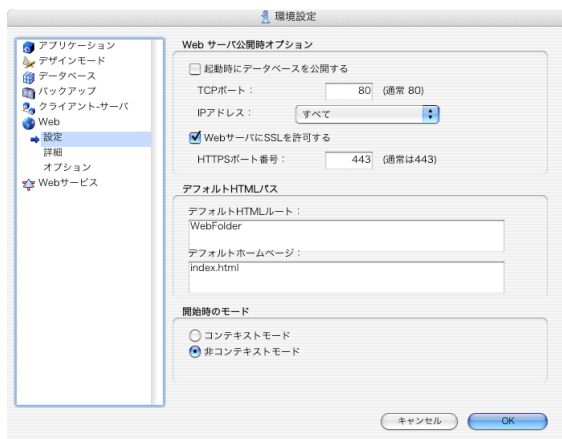 環境設定
アプリケーション
デザインモード
データベース
バックアップ
クライアント-サーバ
Web
設定
詳細
オプション
Webサービス
Web サーバ公開時オプション
起動時にデータベースを公開する
TCPポート： 80 (通常 80)
IPアドレス： すべて
WebサーバにSSLを許可する
HTTPSポート番号： 443 (通常は443)
デフォルトHTMLパス
デフォルトHTMLルート：
WebFolder
デフォルトホームページ：
index.html
開始時のモード
コンテキストモード
非コンテキストモード
キャンセル OK